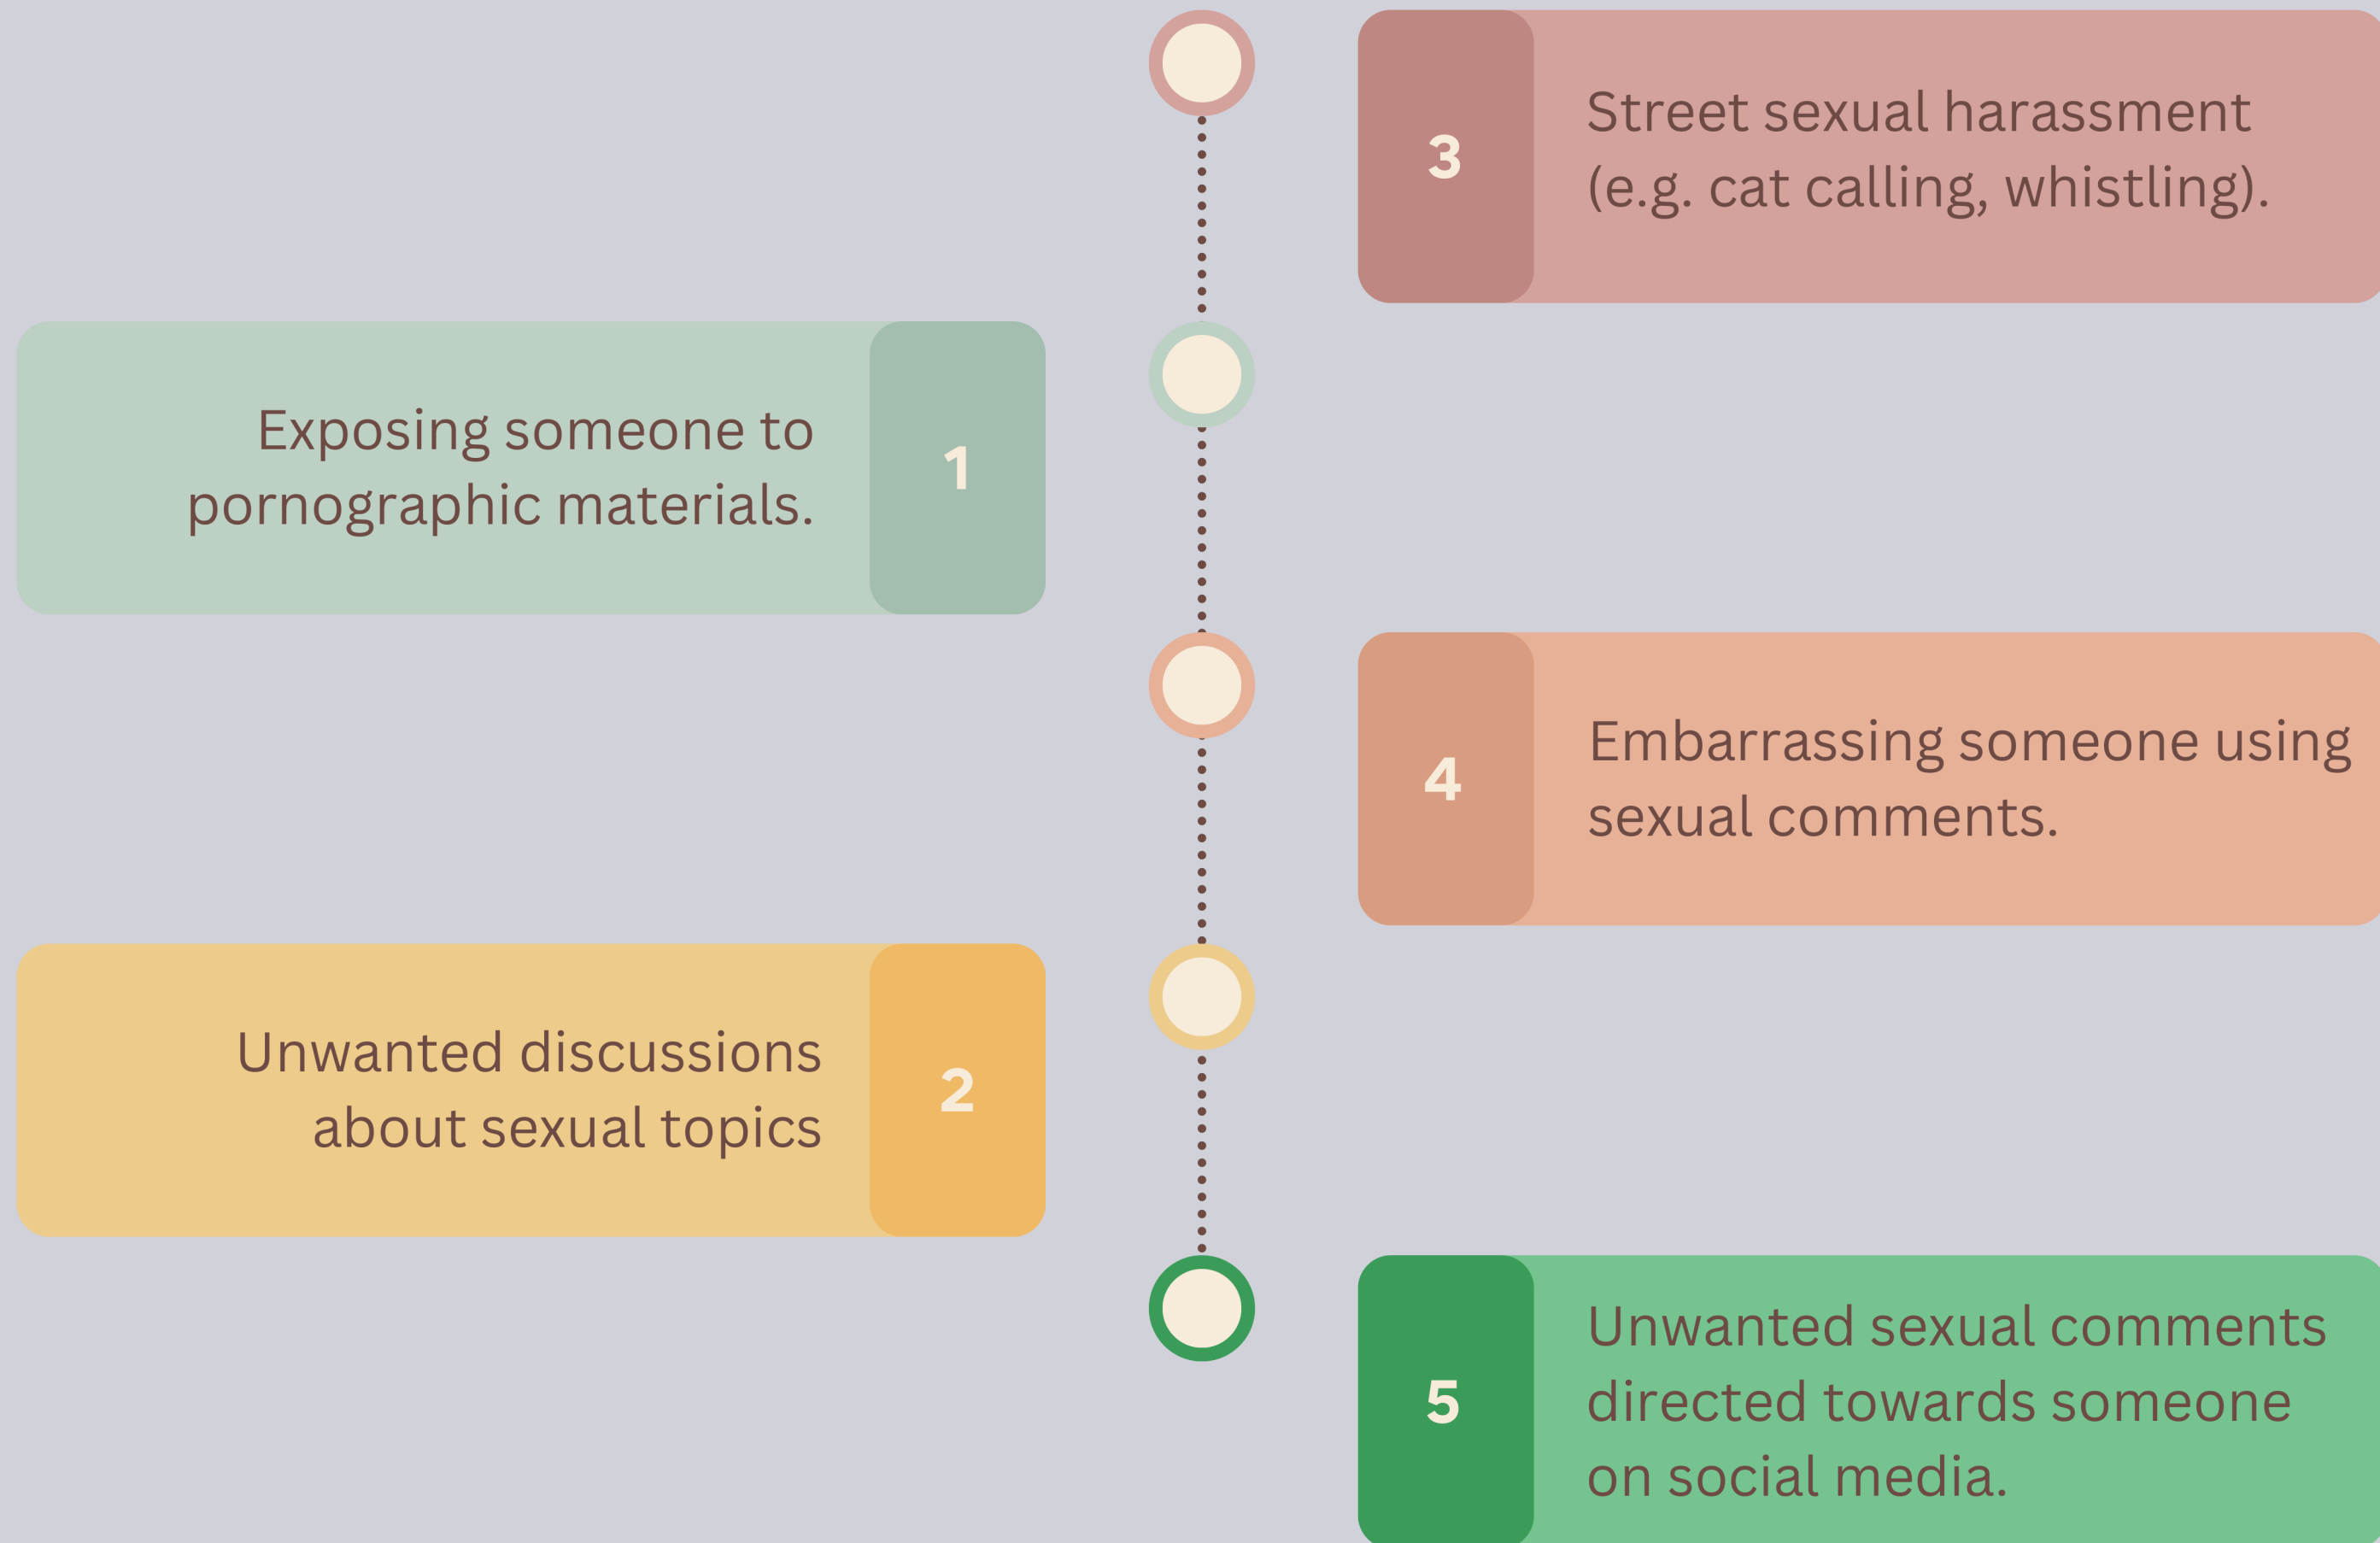 3
Street sexual harassment
(e.g. cat calling, whistling).
1
Exposing someone to
pornographic materials.
4
Embarrassing someone using
sexual comments.
2
Unwanted discussions
about sexual topics
5
Unwanted sexual comments
directed towards someone
on social media.